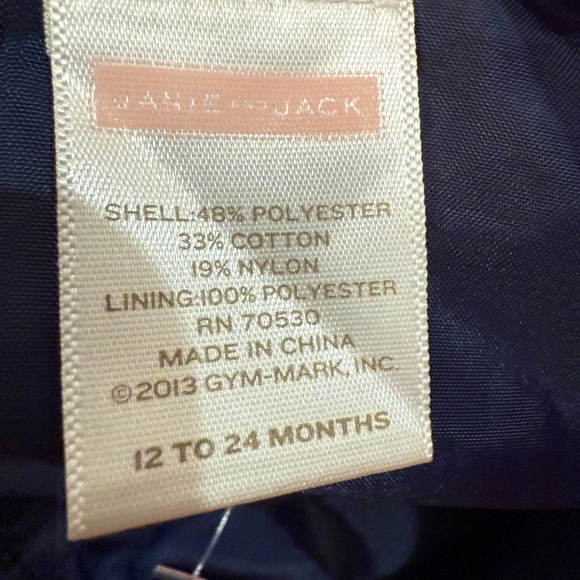 JANIE AND JACK
SHELL:48% POLYESTER
33% COTTON
19% NYLON
LINING:100% POLYESTER
RN 70530
MADE IN CHINA
©2013 GYM-MARK, INC.
12 TO 24 MONTHS